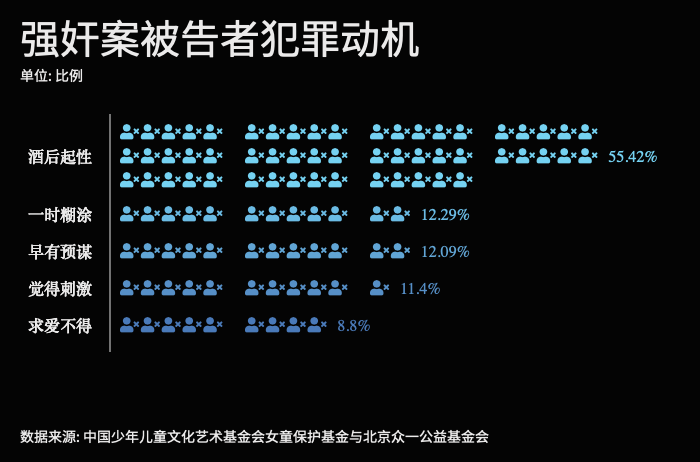 强奸案被告者犯罪动机
单位: 比例
酒后起性 55.42%
一时糊涂 12.29%
早有预谋 12.09%
觉得刺激 11.4%
求爱不得 8.8%
数据来源: 中国少年儿童文化艺术基金会女童保护基金与北京众一公益基金会